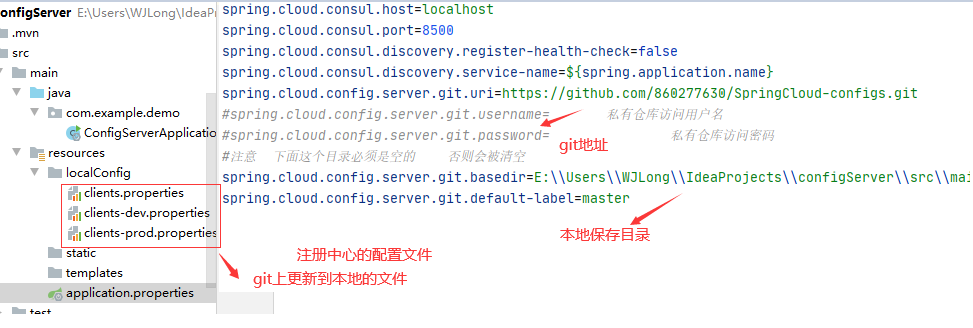 onfigServer E:\Users\WJLong\IdeaProjec
.mvn
src
main
java
com.example.demo
ConfigServerApplicatio
resources
localConfig
clients.properties
clients-dev.properties
clients-prod.properties
static
templates
application.properties
test
spring.cloud.consul.host=localhost
spring.cloud.consul.port=8500
spring.cloud.consul.discovery.register-health-check=false
spring.cloud.consul.discovery.service-name=${spring.application.name}
spring.cloud.config.server.git.uri=https://github.com/860277630/SpringCloud-configs.git
#spring.cloud.config.server.git.username= 私有仓库访问用户名
#spring.cloud.config.server.git.password= 私有仓库访问密码
#注意 下面这个目录必须是空的 否则会被清空
spring.cloud.config.server.git.basedir=E:\\Users\\WJLong\\IdeaProjects\\configServer\\src\\mai
spring.cloud.config.server.git.default-label=master
git地址
本地保存目录
注册中心的配置文件
git上更新到本地的文件